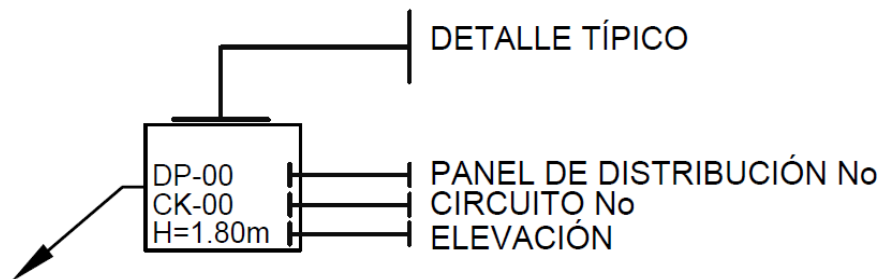 DETALLE TÍPICO
DP-00 PANEL DE DISTRIBUCIÓN No
CK-00 CIRCUITO No
H=1.80m ELEVACIÓN